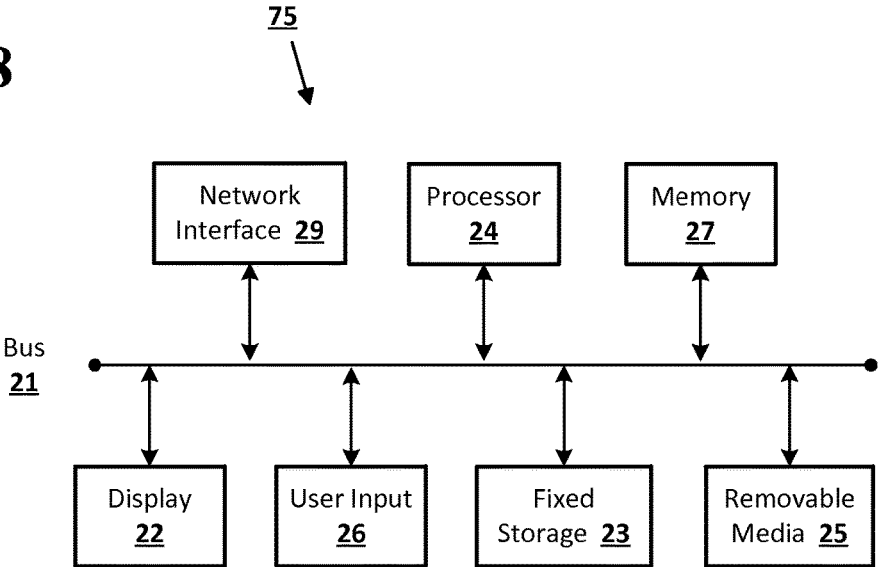 75
8
Network
Interface 29
Processor
24
Memory
27
Bus
21
Display
22
User Input
26
Fixed
Storage 23
Removable
Media 25